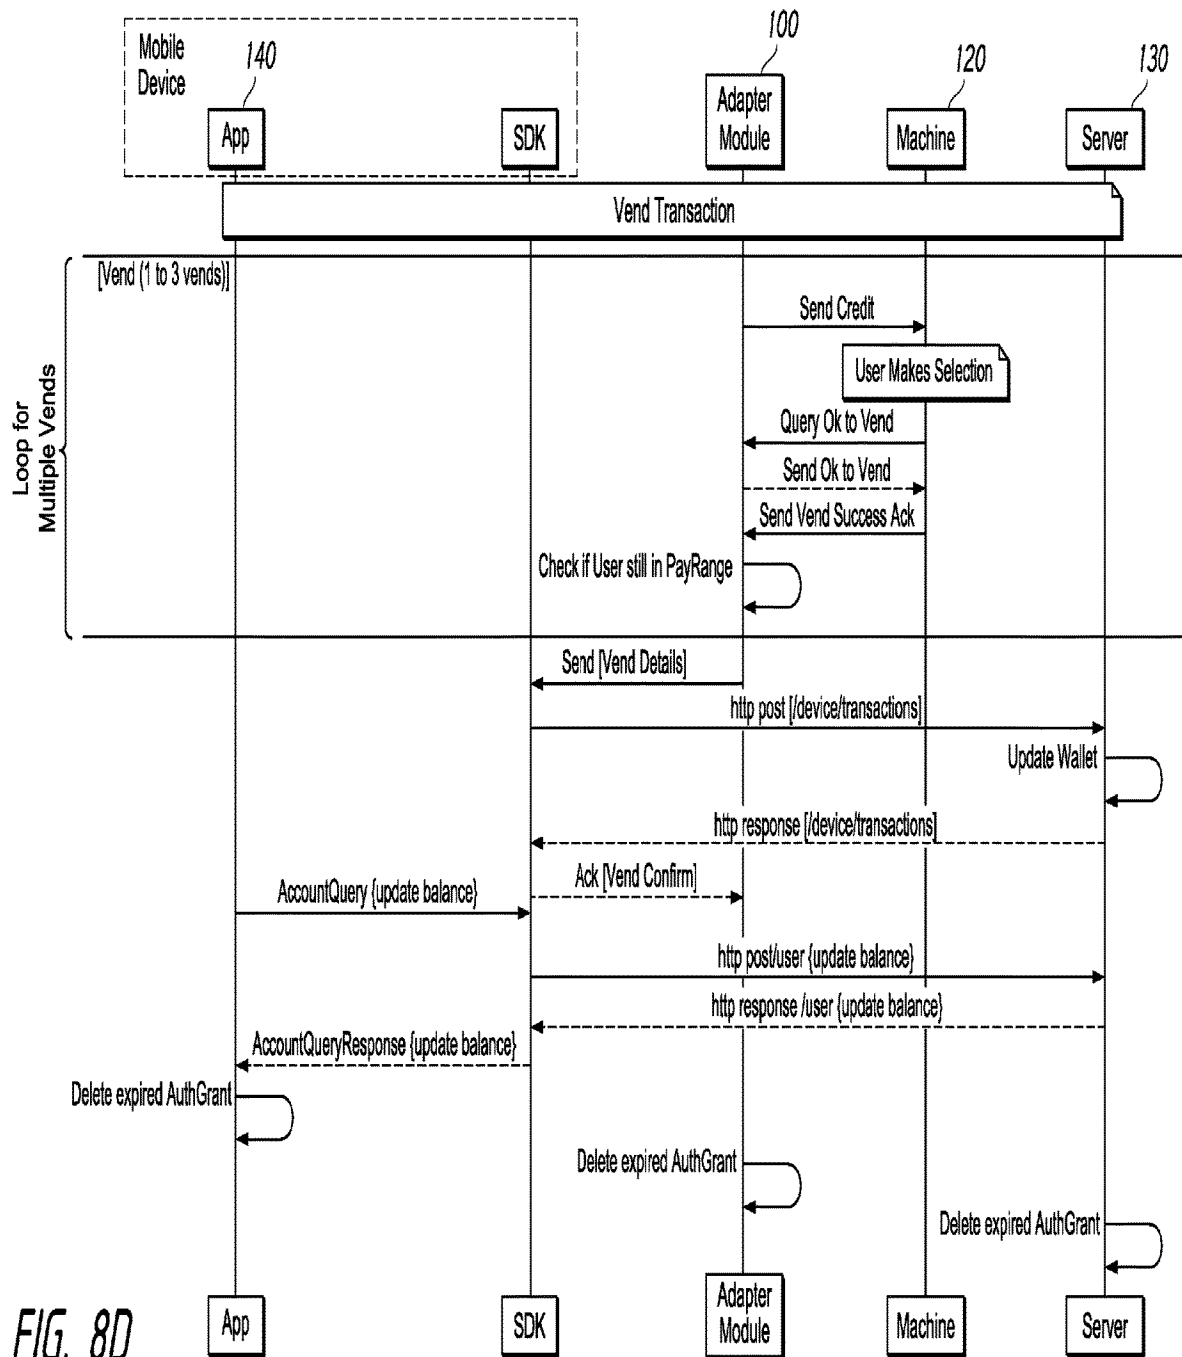 Mobile
Device
140
100
120
130
App
SDK
Adapter
Module
Machine
Server
Vend Transaction
[Vend (1 to 3 vends)]
Loop for
Multiple Vends
Send Credit
User Makes Selection
Query Ok to Vend
Send Ok to Vend
Send Vend Success Ack
Check if User still in PayRange
Send [Vend Details]
http post [/device/transactions]
Update Wallet
http response [/device/transactions]
Ack [Vend Confirm]
AccountQuery {update balance}
http post/user {update balance}
http response /user {update balance}
AccountQueryResponse {update balance}
Delete expired AuthGrant
Delete expired AuthGrant
Delete expired AuthGrant
App
SDK
Adapter
Module
Machine
Server
FIG. 8D